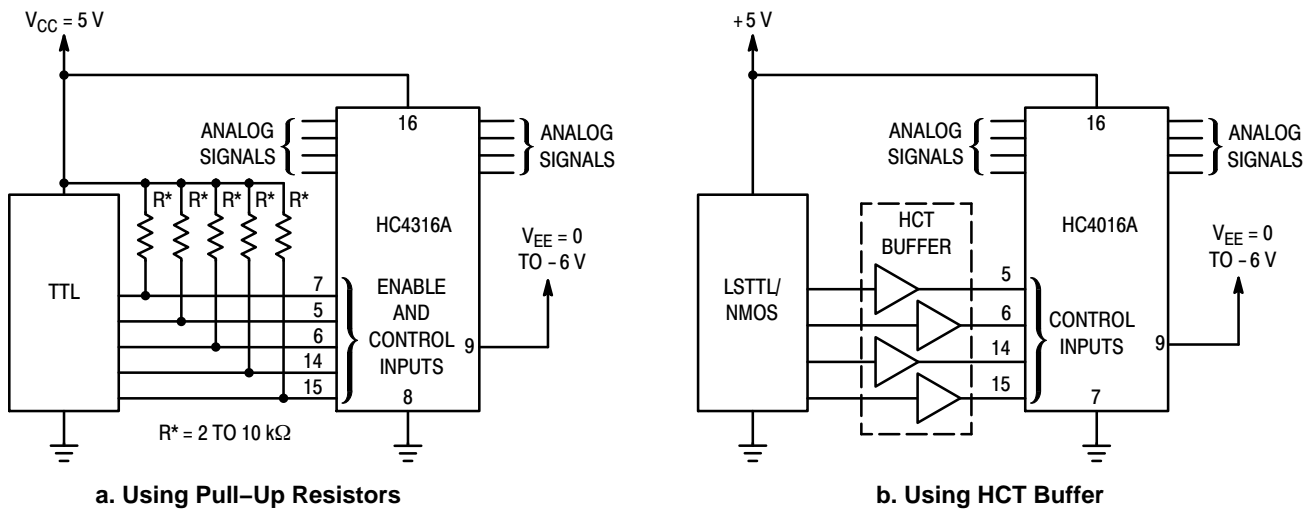 V_CC = 5 V
16
ANALOG
SIGNALS
ANALOG
SIGNALS
R* R* R* R* R*
HC4316A
TTL
7
5
6
14
15
ENABLE
AND
CONTROL
INPUTS
9
8
V_EE = 0
TO −6 V
R* = 2 TO 10 kΩ
a. Using Pull−Up Resistors
+5 V
16
ANALOG
SIGNALS
ANALOG
SIGNALS
HC4016A
LSTTL/
NMOS
HCT
BUFFER
5
6
14
15
CONTROL
INPUTS
9
7
V_EE = 0
TO −6 V
b. Using HCT Buffer